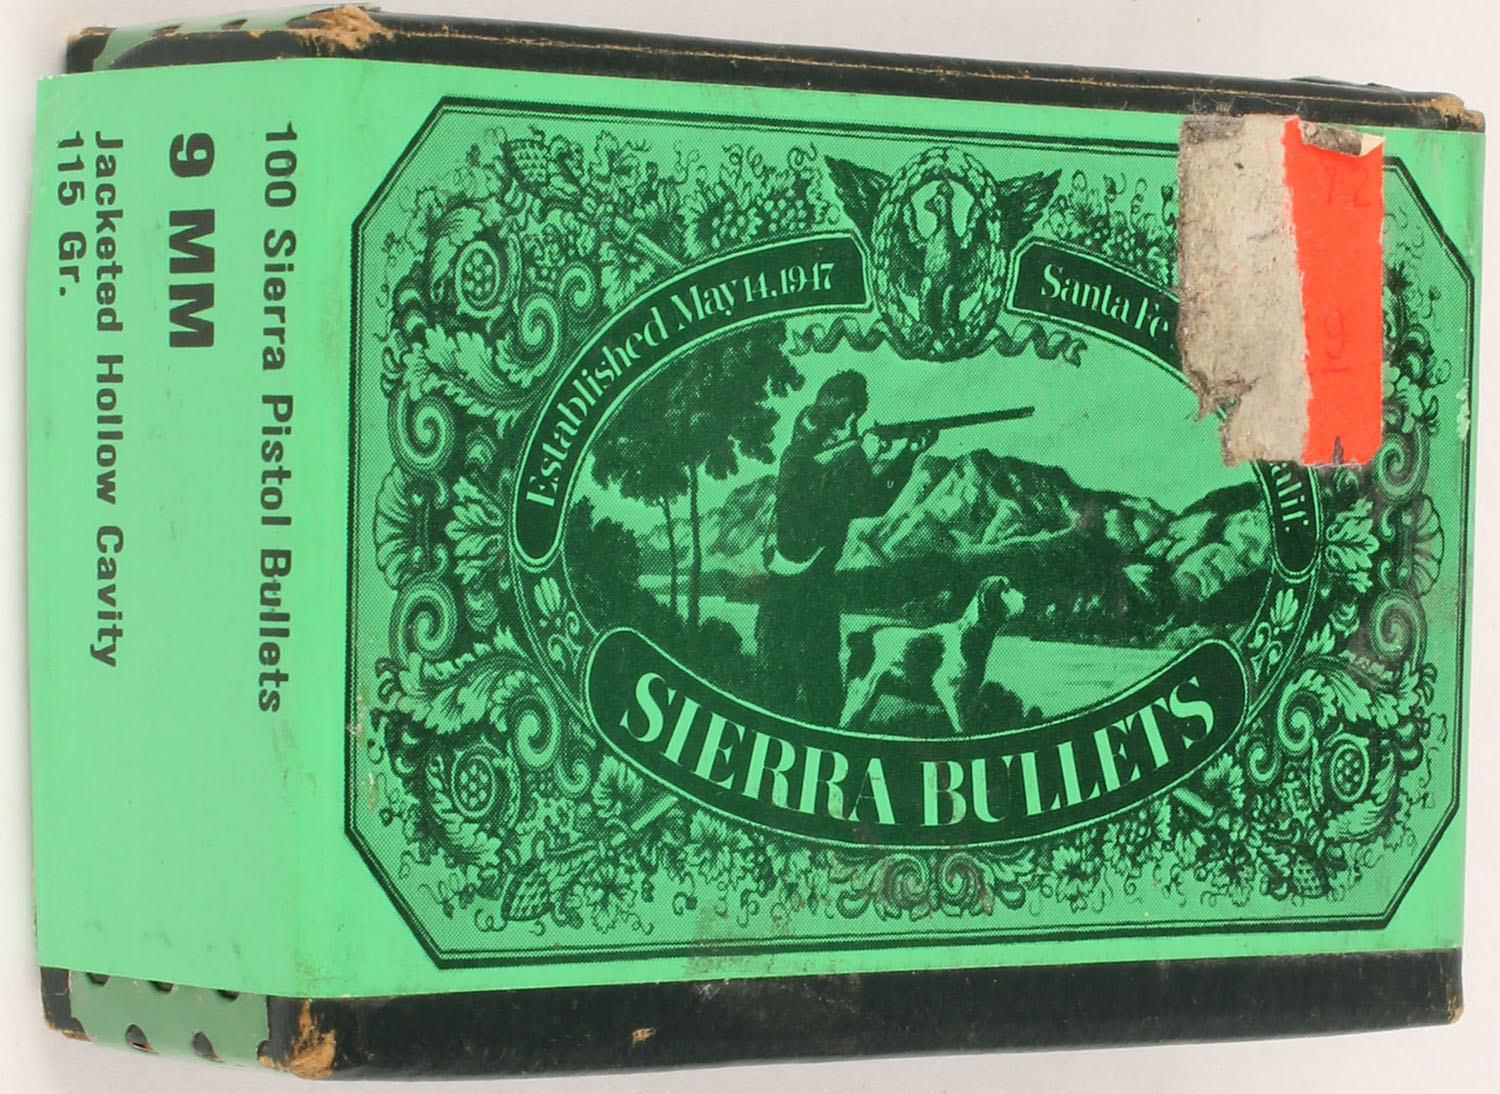 100 Sierra Pistol Bullets
9 MM
Jacketed Hollow Cavity
115 Gr.
Established May 14, 1947
Santa Fe
alif.
SIERRA BULLETS